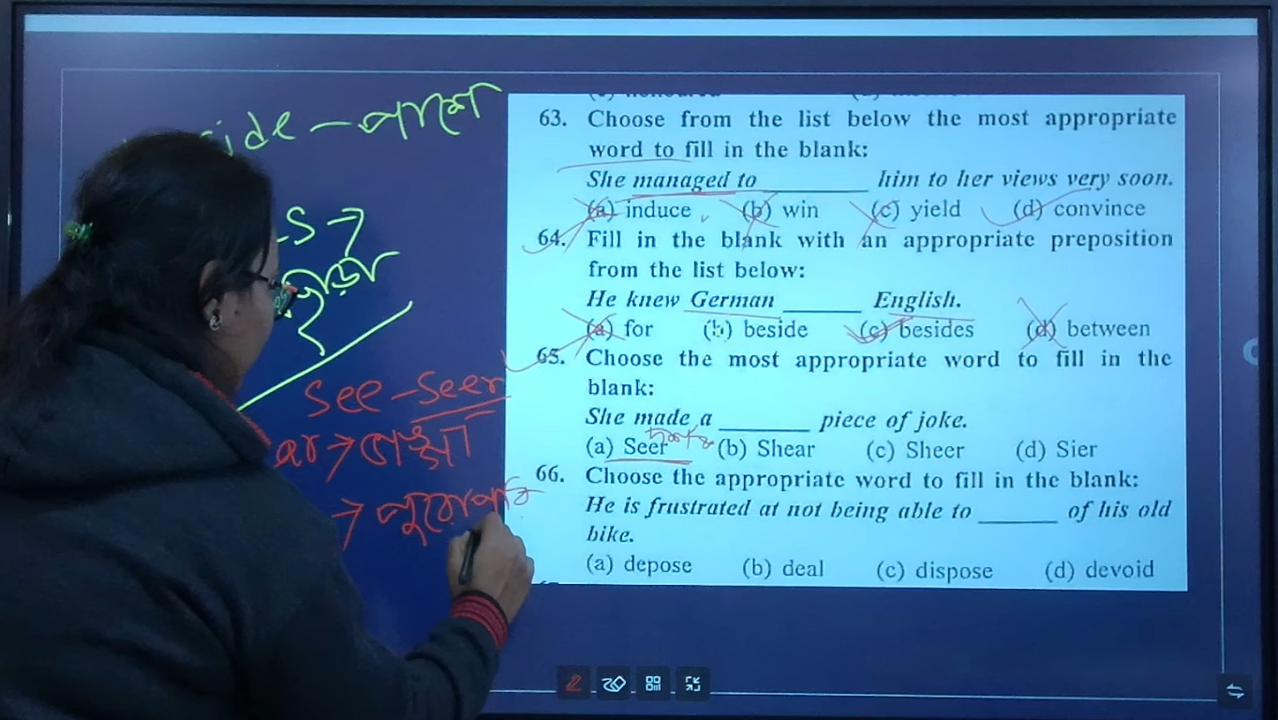 side – পাশে
S →
ছাড়া
See – Seer
ar →
→ পুরোপুরি
63. Choose from the list below the most appropriate
word to fill in the blank:
She managed to ________ him to her views very soon.
(a) induce (b) win (c) yield (d) convince
64. Fill in the blank with an appropriate preposition
from the list below:
He knew German ________ English.
(a) for (b) beside (c) besides (d) between
65. Choose the most appropriate word to fill in the
blank:
She made a ________ piece of joke.
(a) Seer (b) Shear (c) Sheer (d) Sier
66. Choose the appropriate word to fill in the blank:
He is frustrated at not being able to ________ of his old
bike.
(a) depose (b) deal (c) dispose (d) devoid